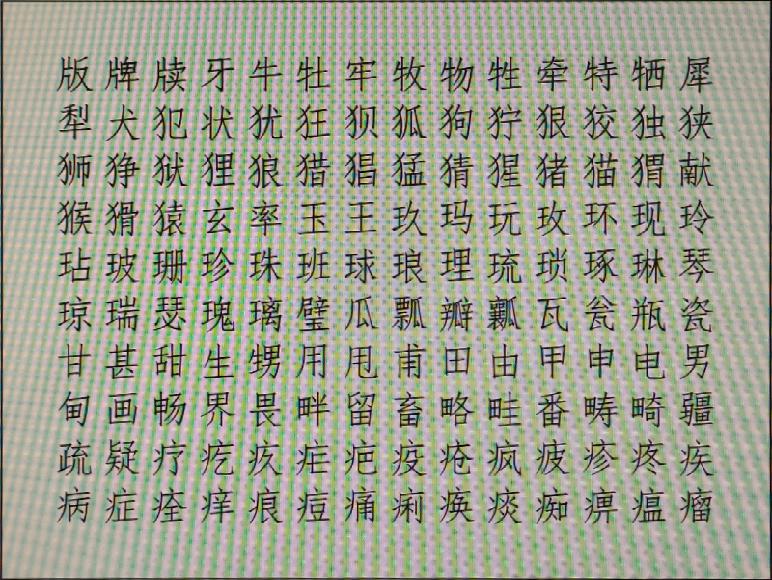 版牌牍牙牛牡牢牧物牲牵特牺犀
犁犬犯状犹狂狈狐狗狞狠狡独狭
狮狰狱狸狼猎猖猛猜猩猪猫猬献
猴猾猿玄率玉王玖玛玩玫环现玲
玷玻珊珍珠班球琅理琉琐琢琳琴
琼瑞瑟瑰璃璧瓜瓢瓣瓤瓦瓮瓶瓷
甘甚甜生甥用甩甫田由甲申电男
甸画畅界畏畔留畜略畦番畴畸疆
疏疑疗疙疚疟疤疫疮疯疲疹疼疾
病症痊痒痕痘痛痢痪痰痴痹瘟瘤